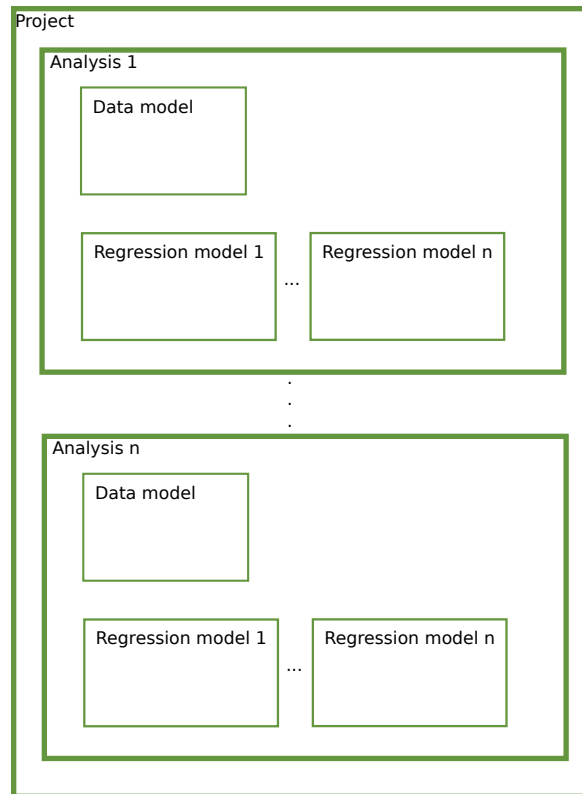 Project
Analysis 1
Data model
Regression model 1
...
Regression model n
.
.
.
Analysis n
Data model
Regression model 1
...
Regression model n